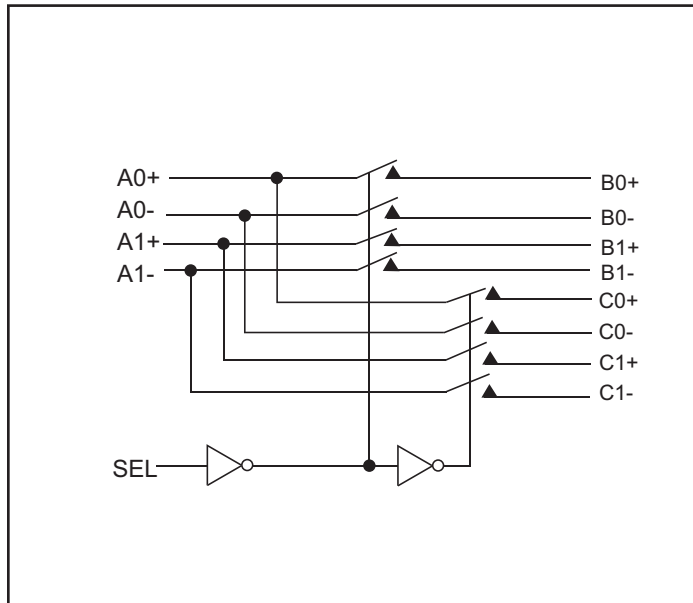 A0+
B0+
A0-
B0-
A1+
B1+
A1-
B1-
C0+
C0-
C1+
C1-
SEL